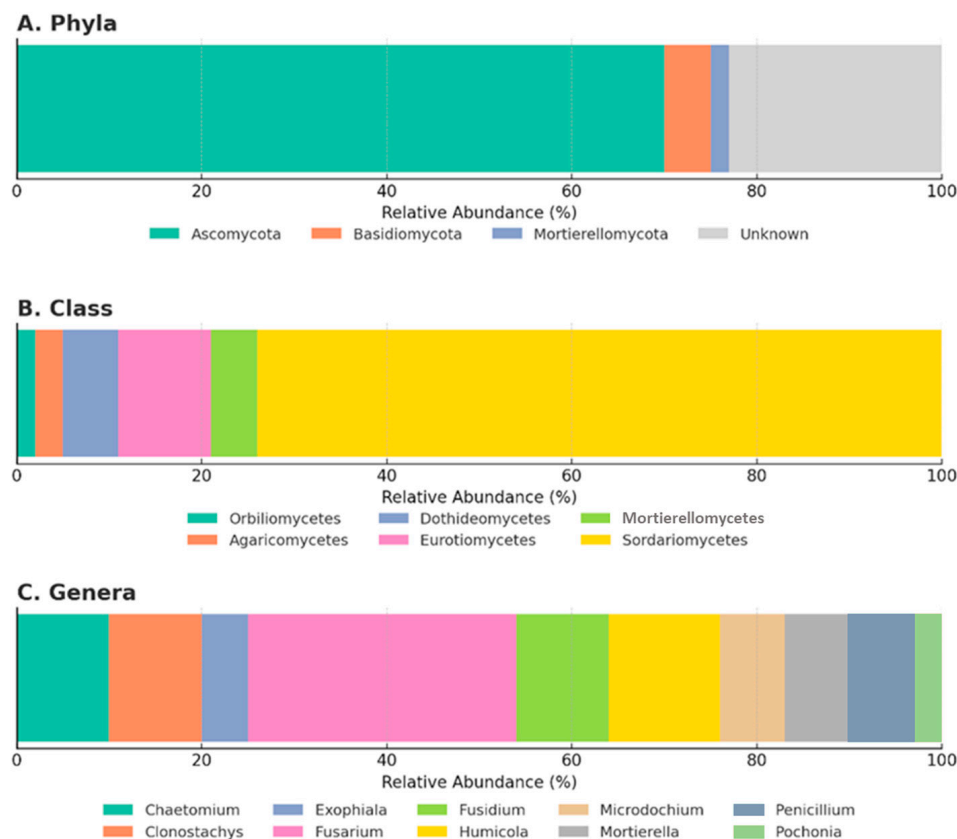 A. Phyla
0 20 40 60 80 100
Relative Abundance (%)
Ascomycota Basidiomycota Mortierellomycota Unknown
B. Class
0 20 40 60 80 100
Relative Abundance (%)
Orbiliomycetes Dothideomycetes Mortierellomycetes
Agaricomycetes Eurotiomycetes Sordariomycetes
C. Genera
0 20 40 60 80 100
Relative Abundance (%)
Chaetomium Exophiala Fusidium Microdochium Penicillium
Clonostachys Fusarium Humicola Mortierella Pochonia